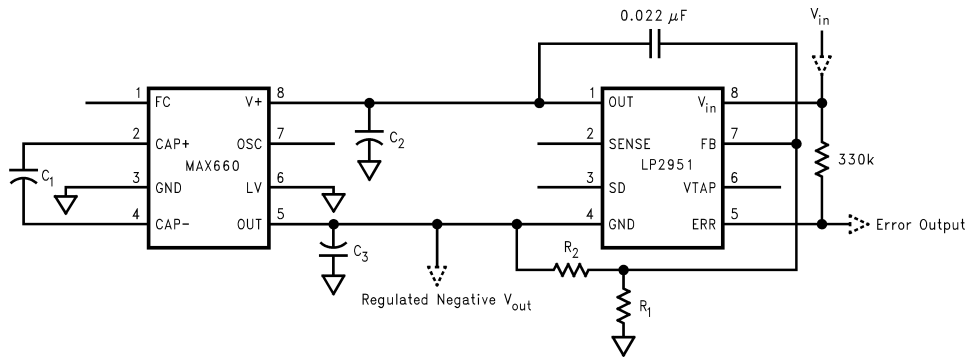 0.022 μF
V_in
1 FC V+ 8
2 CAP+ OSC 7
MAX660
3 GND LV 6
4 CAP- OUT 5
C_1
C_2
C_3
Regulated Negative V_out
1 OUT V_in 8
2 SENSE FB 7
LP2951
3 SD VTAP 6
4 GND ERR 5
330k
Error Output
R_2
R_1